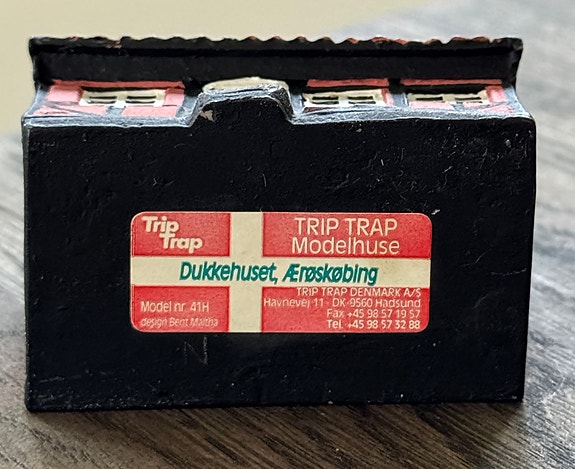 Trip
Trap
TRIP TRAP
Modelhuse
Dukkehuset, Ærøskøbing
Model nr. 41H
design Bent Maltha
TRIP TRAP DENMARK A/S
Havnevej 11 - DK-9560 Hadsund
Fax +45 98 57 19 57
Tel. +45 98 57 32 88
N